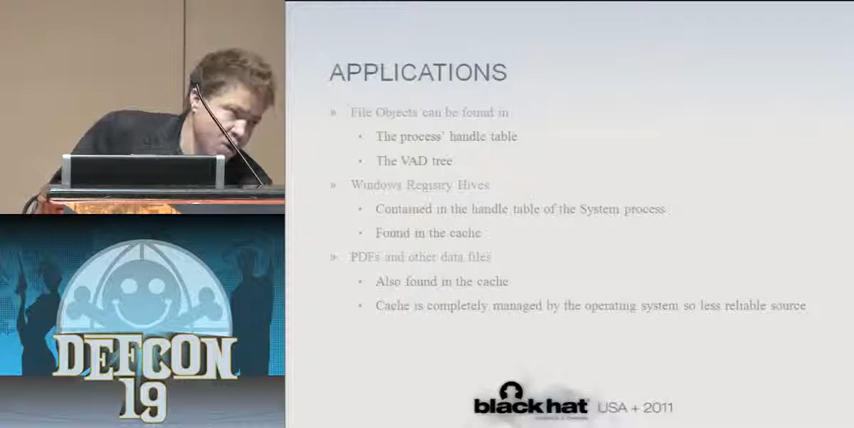 APPLICATIONS
» File Objects can be found in
• The process' handle table
• The VAD tree
» Windows Registry Hives
• Contained in the handle table of the System process
• Found in the cache
» PDFs and other data files
• Also found in the cache
• Cache is completely managed by the operating system so less reliable source
DEFCON
19
black hat USA + 2011